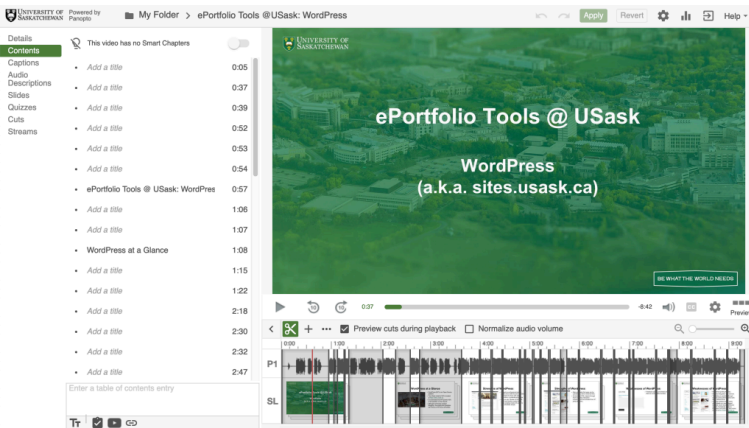 UNIVERSITY OF SASKATCHEWAN
Powered by Panopto
My Folder > ePortfolio Tools @USask: WordPress
Apply
Revert
Help
Details
Contents
Captions
Audio Descriptions
Slides
Quizzes
Cuts
Streams
This video has no Smart Chapters
Add a title 0:05
Add a title 0:37
Add a title 0:39
Add a title 0:52
Add a title 0:53
Add a title 0:54
ePortfolio Tools @ USask: WordPres 0:57
Add a title 1:06
Add a title 1:07
WordPress at a Glance 1:08
Add a title 1:15
Add a title 1:22
Add a title 2:18
Add a title 2:30
Add a title 2:32
Add a title 2:47
Enter a table of contents entry
UNIVERSITY OF
SASKATCHEWAN
ePortfolio Tools @ USask
WordPress
(a.k.a. sites.usask.ca)
BE WHAT THE WORLD NEEDS
10 10 0:37 -8:42 CC Preview
Preview cuts during playback Normalize audio volume
0:00 1:00 2:00 3:00 4:00 5:00 6:00 7:00 8:00
P1
SL